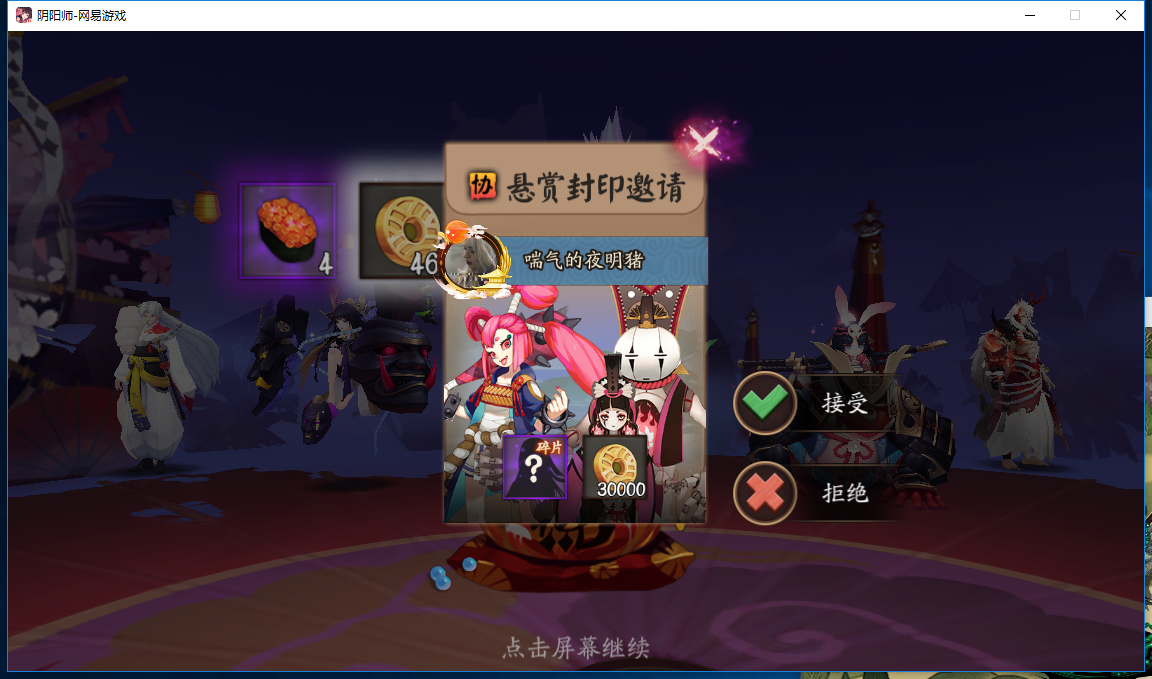 阴阳师-网易游戏
协 悬赏封印邀请
4
46
喘气的夜明猪
接受
碎片
?
30000
拒绝
点击屏幕继续